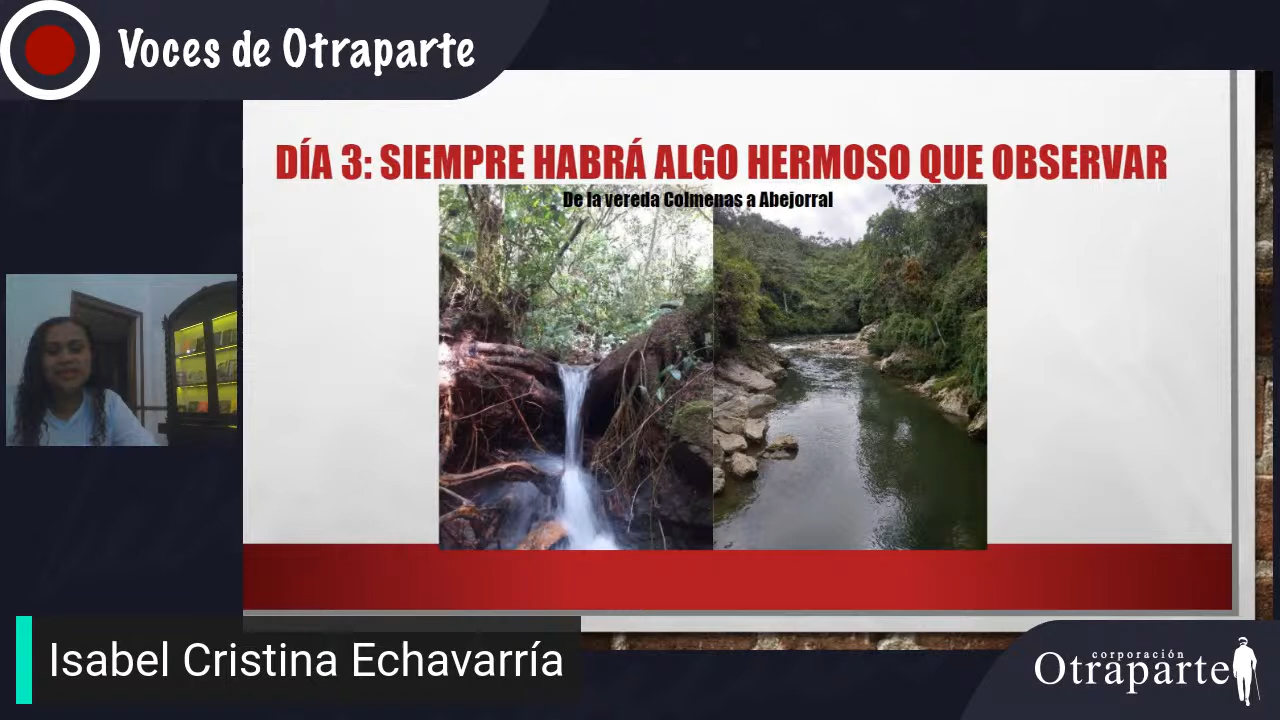 Voces de Otraparte
DÍA 3: SIEMPRE HABRÁ ALGO HERMOSO QUE OBSERVAR
De la vereda Colmenas a Abejorral
Isabel Cristina Echavarría
corporación
Otraparte